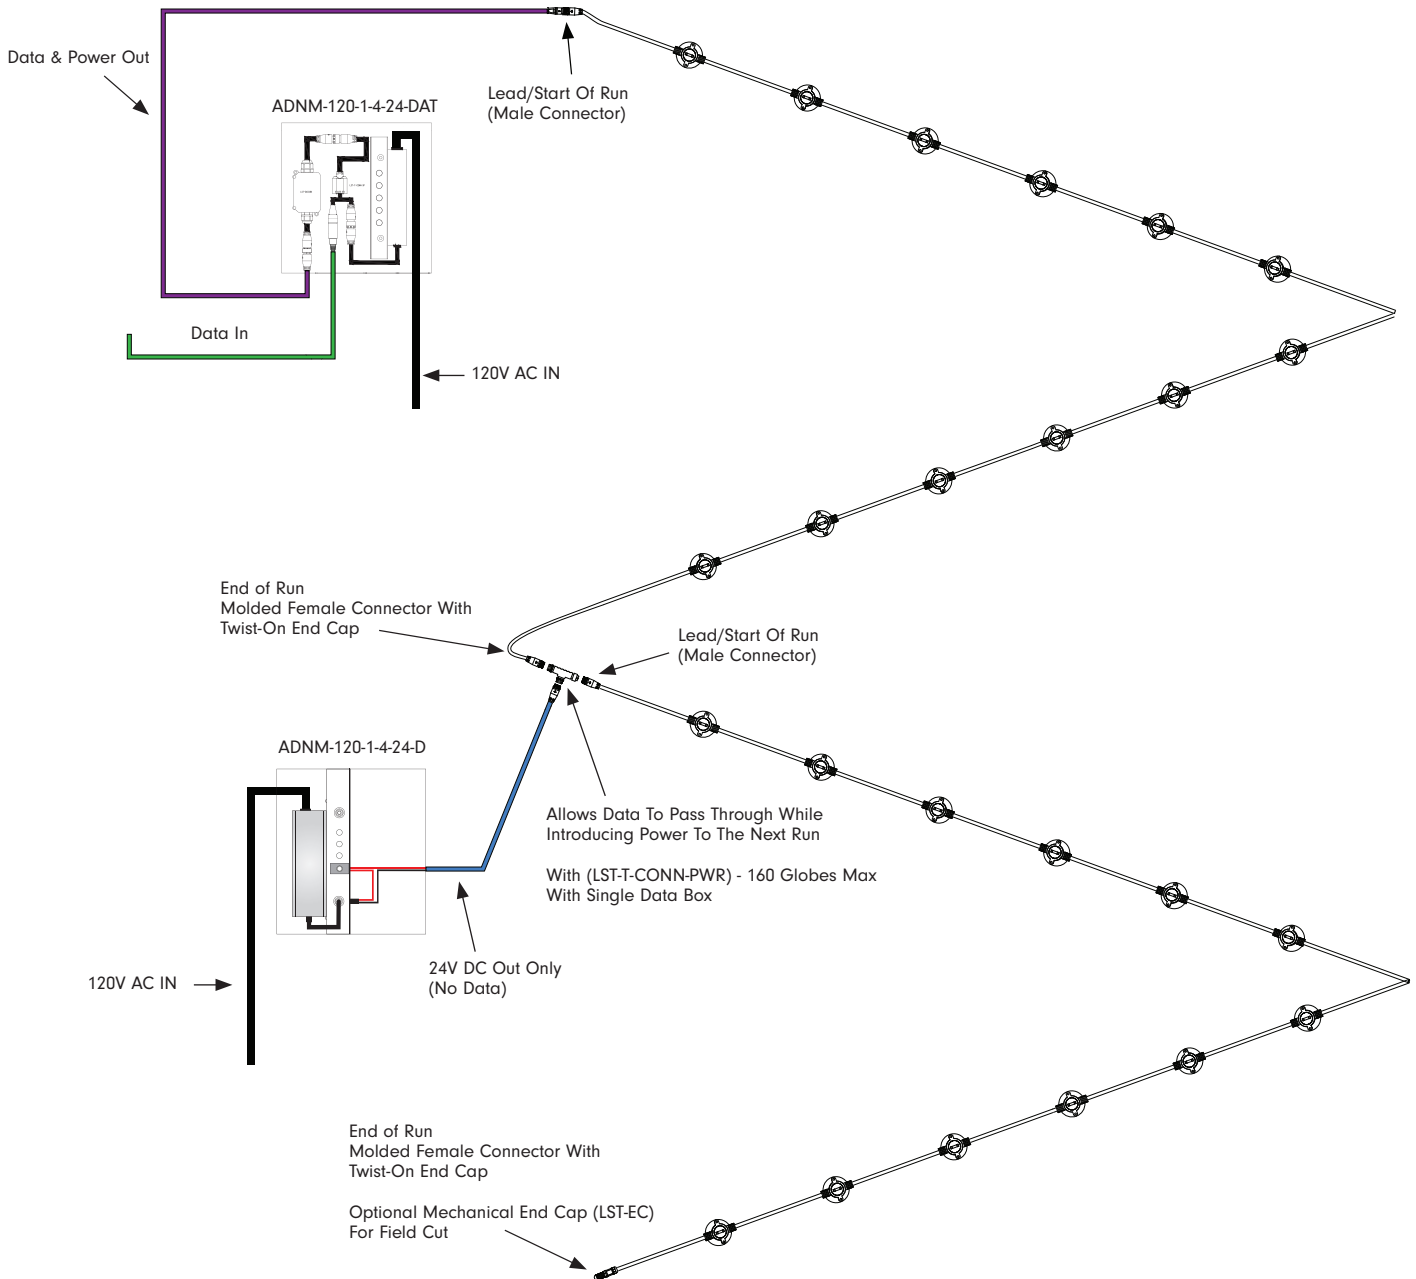 Data & Power Out
Lead/Start Of Run
(Male Connector)
ADNM-120-1-4-24-DAT
Data In
120V AC IN
End of Run
Molded Female Connector With
Twist-On End Cap
Lead/Start Of Run
(Male Connector)
ADNM-120-1-4-24-D
Allows Data To Pass Through While
Introducing Power To The Next Run
With (LST-T-CONN-PWR) - 160 Globes Max
With Single Data Box
24V DC Out Only
(No Data)
120V AC IN
End of Run
Molded Female Connector With
Twist-On End Cap
Optional Mechanical End Cap (LST-EC)
For Field Cut